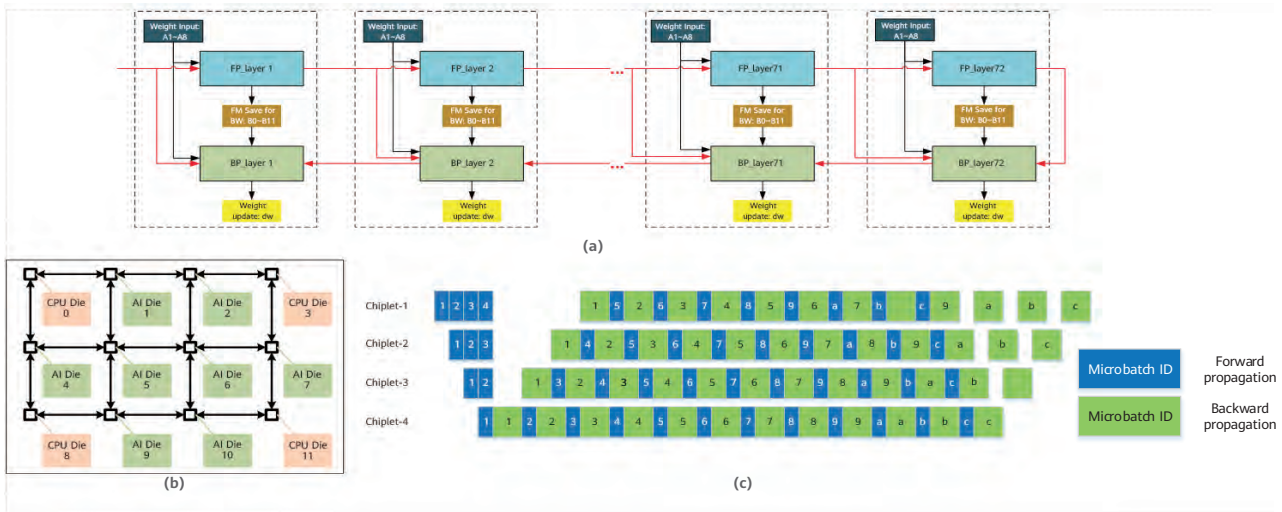 Weight Input:
A1~A8
Weight Input:
A1~A8
Weight Input:
A1~A8
Weight Input:
A1~A8
FP_layer 1
FP_layer 2
...
FP_layer71
FP_layer72
FM Save for
BW: B0~B11
FM Save for
BW: B0~B11
FM Save for
BW: B0~B11
FM Save for
BW: B0~B11
BP_layer 1
BP_layer 2
...
BP_layer71
BP_layer72
Weight
update: dw
Weight
update: dw
Weight
update: dw
Weight
update: dw
(a)
CPU Die
0
AI Die
1
AI Die
2
CPU Die
3
AI Die
4
AI Die
5
AI Die
6
AI Die
7
CPU Die
8
AI Die
9
AI Die
10
CPU Die
11
(b)
Chiplet-1 1 2 3 4 1 5 2 6 3 7 4 8 5 9 6 a 7 b c 9 a b c
Chiplet-2 1 2 3 1 4 2 5 3 6 4 7 5 8 6 9 7 a 8 b 9 c a b c
Chiplet-3 1 2 1 3 2 4 3 5 4 6 5 7 6 8 7 9 8 a 9 b a c b
Chiplet-4 1 1 2 2 3 3 4 4 5 5 6 6 7 7 8 8 9 9 a a b b c c
(c)
Microbatch ID
Forward
propagation
Microbatch ID
Backward
propagation